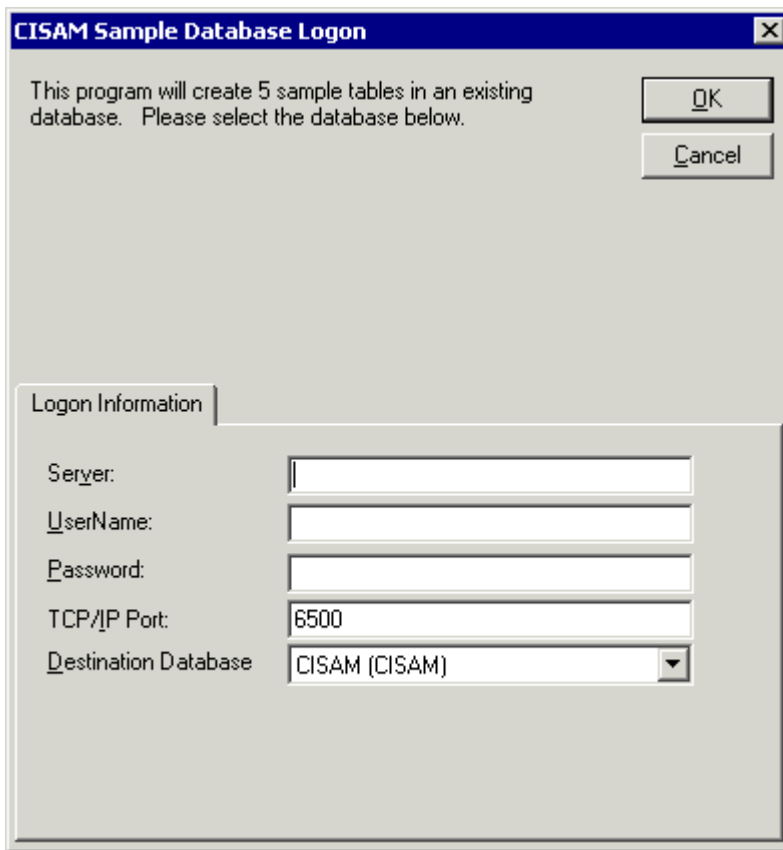 CISAM Sample Database Logon
This program will create 5 sample tables in an existing
database.   Please select the database below.
OK
Cancel
Logon Information
Server:
UserName:
Password:
TCP/IP Port: 6500
Destination Database CISAM (CISAM)